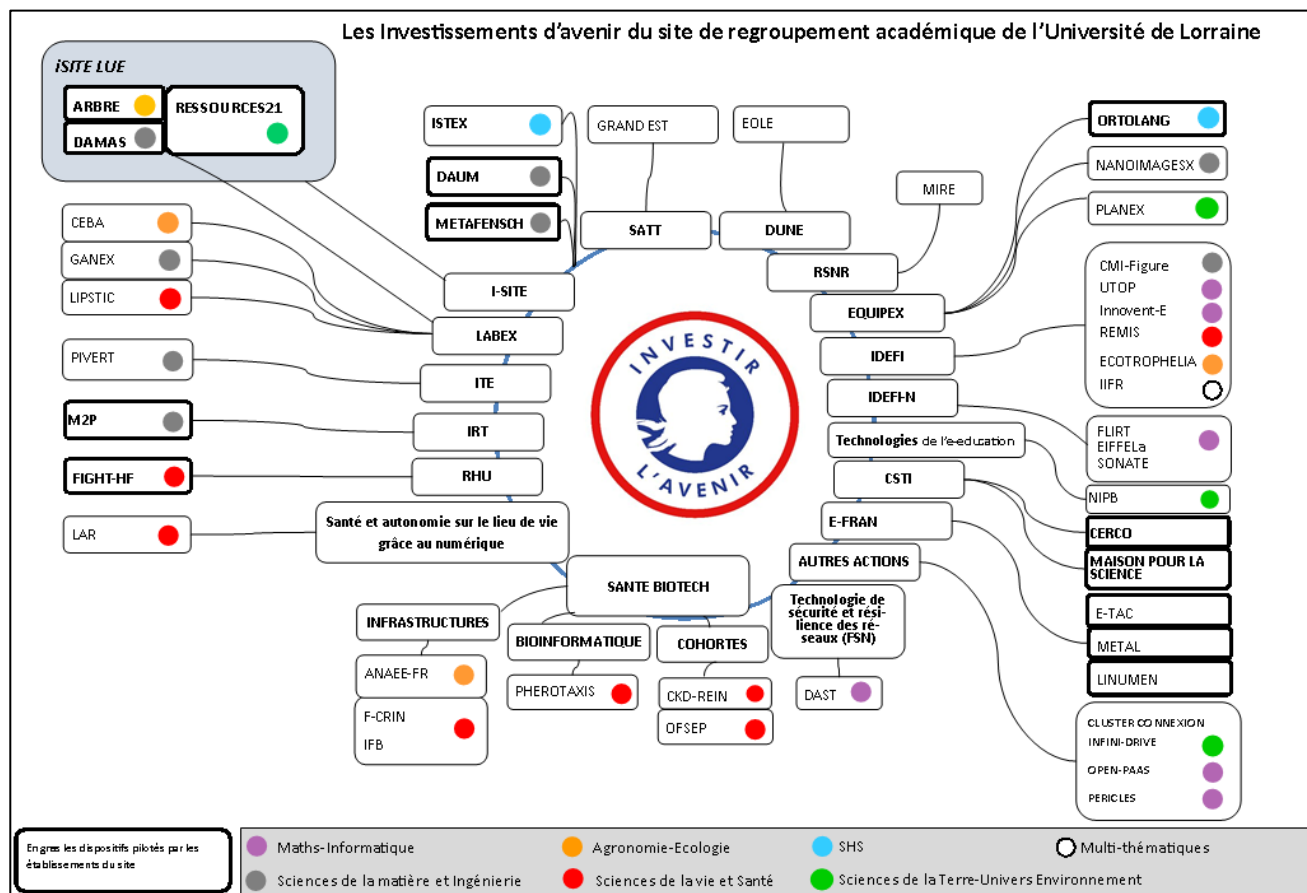 Les Investissements d'avenir du site de regroupement académique de l'Université de Lorraine
iSITE LUE
ARBRE
RESSOURCES21
DAMAS
ISTEX
DAUM
METAFENSCH
GRAND EST
EOLE
MIRE
ORTOLANG
NANOIMAGESX
PLANEX
CEBA
GANEX
LIPSTIC
PIVERT
M2P
FIGHT-HF
LAR
SATT
DUNE
RSNR
I-SITE
EQUIPEX
LABEX
IDEFI
ITE
IDEFI-N
IRT
Technologies de l'e-education
RHU
CSTI
Santé et autonomie sur le lieu de vie
grâce au numérique
E-FRAN
AUTRES ACTIONS
SANTE BIOTECH
INVESTIR
L'AVENIR
CMI-Figure
UTOP
Innovent-E
REMIS
ECOTROPHELIA
IIFR
FLIRT
EIFFELa
SONATE
NIPB
CERCO
MAISON POUR LA
SCIENCE
E-TAC
METAL
LINUMEN
INFRASTRUCTURES
ANAEE-FR
F-CRIN
IFB
BIOINFORMATIQUE
PHEROTAXIS
COHORTES
CKD-REIN
OFSEP
Technologie de
sécurité et rési-
lience des ré-
seaux (FSN)
DAST
CLUSTER CONNEXION
INFINI-DRIVE
OPEN-PAAS
PERICLES
En gras les dispositifs pilotés par les
établissements du site
Maths-Informatique
Agronomie-Ecologie
SHS
Multi-thématiques
Sciences de la matière et Ingénierie
Sciences de la vie et Santé
Sciences de la Terre-Univers Environnement